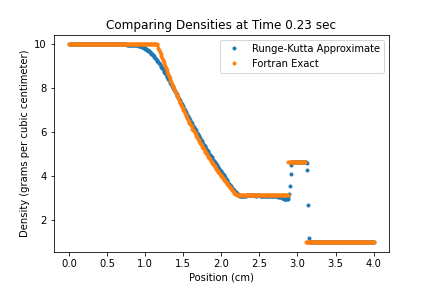 Comparing Densities at Time 0.23 sec
Runge-Kutta Approximate
Fortran Exact
Density (grams per cubic centimeter)
10
8
6
4
2
0.0 0.5 1.0 1.5 2.0 2.5 3.0 3.5 4.0
Position (cm)